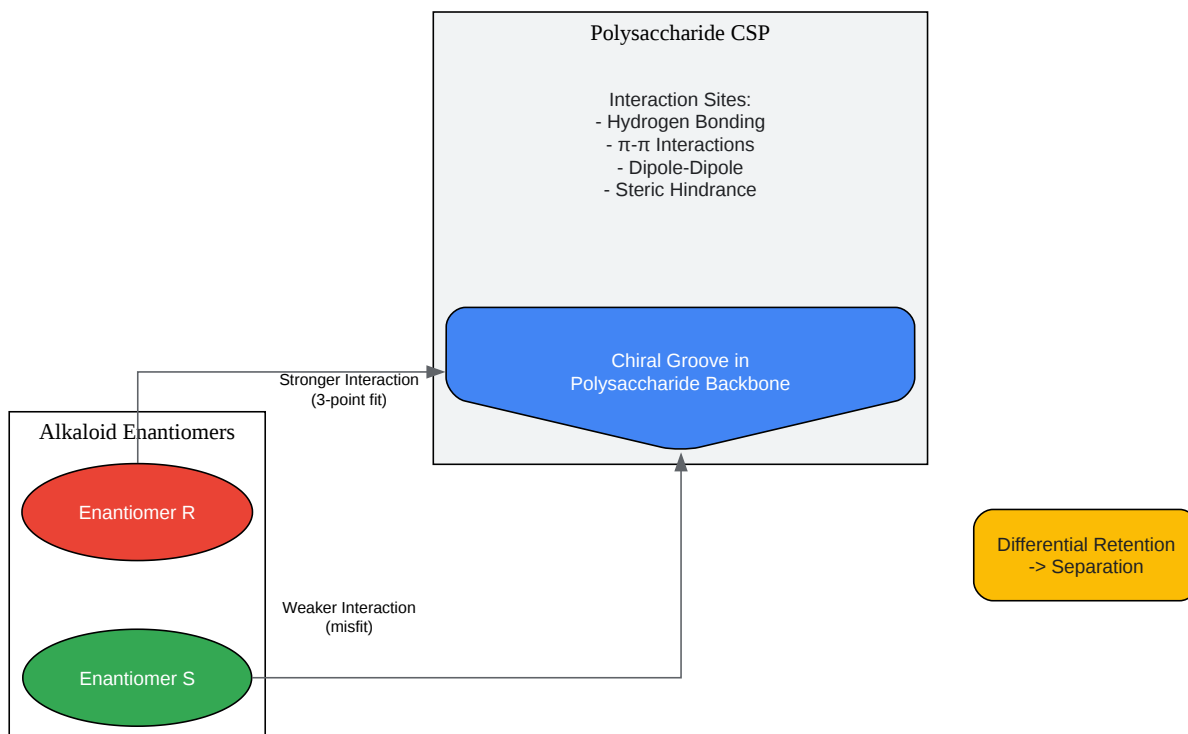 Polysaccharide CSP
Interaction Sites:
- Hydrogen Bonding
- π-π Interactions
- Dipole-Dipole
- Steric Hindrance
Chiral Groove in
Polysaccharide Backbone
Stronger Interaction
(3-point fit)
Alkaloid Enantiomers
Enantiomer R
Differential Retention
-> Separation
Weaker Interaction
(misfit)
Enantiomer S